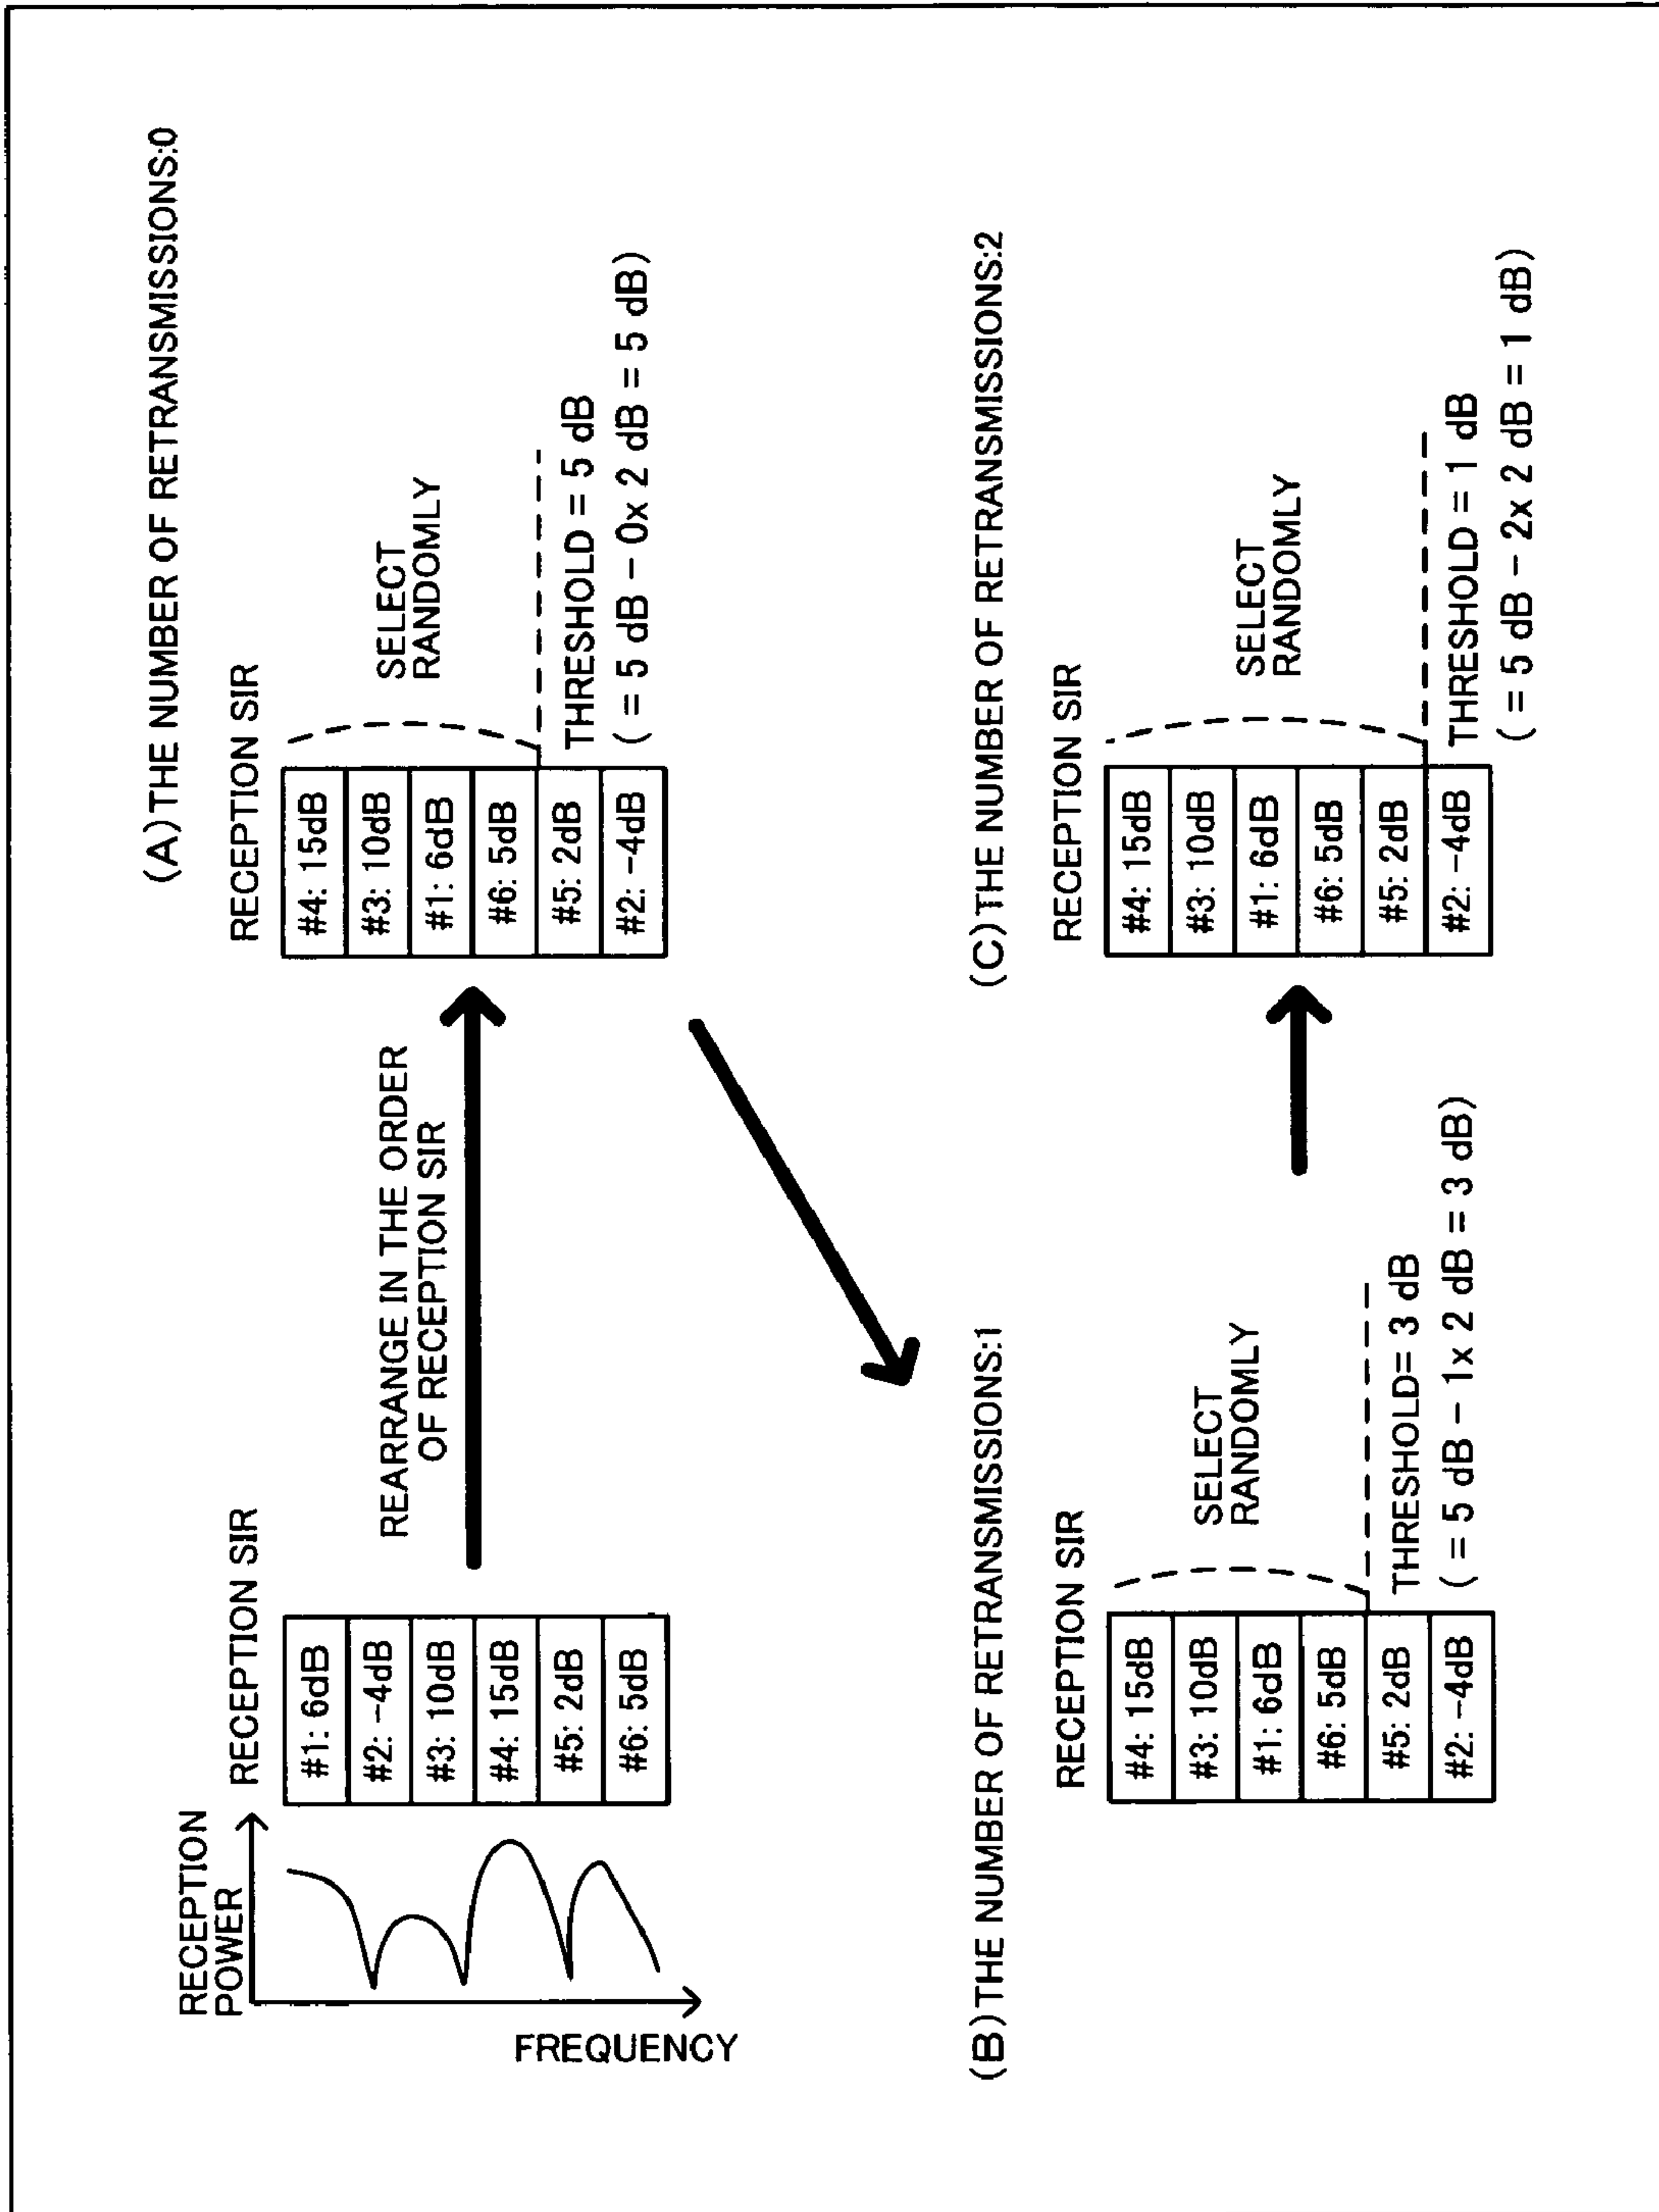 RECEPTION
POWER
FREQUENCY
RECEPTION SIR
#1: 6dB
#2: -4dB
#3: 10dB
#4: 15dB
#5: 2dB
#6: 5dB
REARRANGE IN THE ORDER
OF RECEPTION SIR
(A)THE NUMBER OF RETRANSMISSIONS:0
RECEPTION SIR
#4: 15dB
#3: 10dB
#1: 6dB
#6: 5dB
#5: 2dB
#2: -4dB
SELECT
RANDOMLY
THRESHOLD = 5 dB
( = 5 dB - 0x 2 dB = 5 dB)
(B)THE NUMBER OF RETRANSMISSIONS:1
RECEPTION SIR
#4: 15dB
#3: 10dB
#1: 6dB
#6: 5dB
#5: 2dB
#2: -4dB
SELECT
RANDOMLY
THRESHOLD= 3 dB
( = 5 dB - 1x 2 dB = 3 dB)
(C)THE NUMBER OF RETRANSMISSIONS:2
RECEPTION SIR
#4: 15dB
#3: 10dB
#1: 6dB
#6: 5dB
#5: 2dB
#2: -4dB
SELECT
RANDOMLY
THRESHOLD = 1 dB
( = 5 dB - 2x 2 dB = 1 dB)